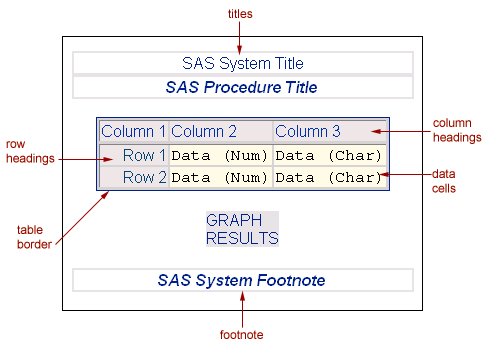 titles
SAS System Title
SAS Procedure Title
Column 1 Column 2 Column 3
column
headings
row
headings
Row 1 Data (Num) Data (Char)
Row 2 Data (Num) Data (Char)
data
cells
table
border
GRAPH
RESULTS
SAS System Footnote
footnote